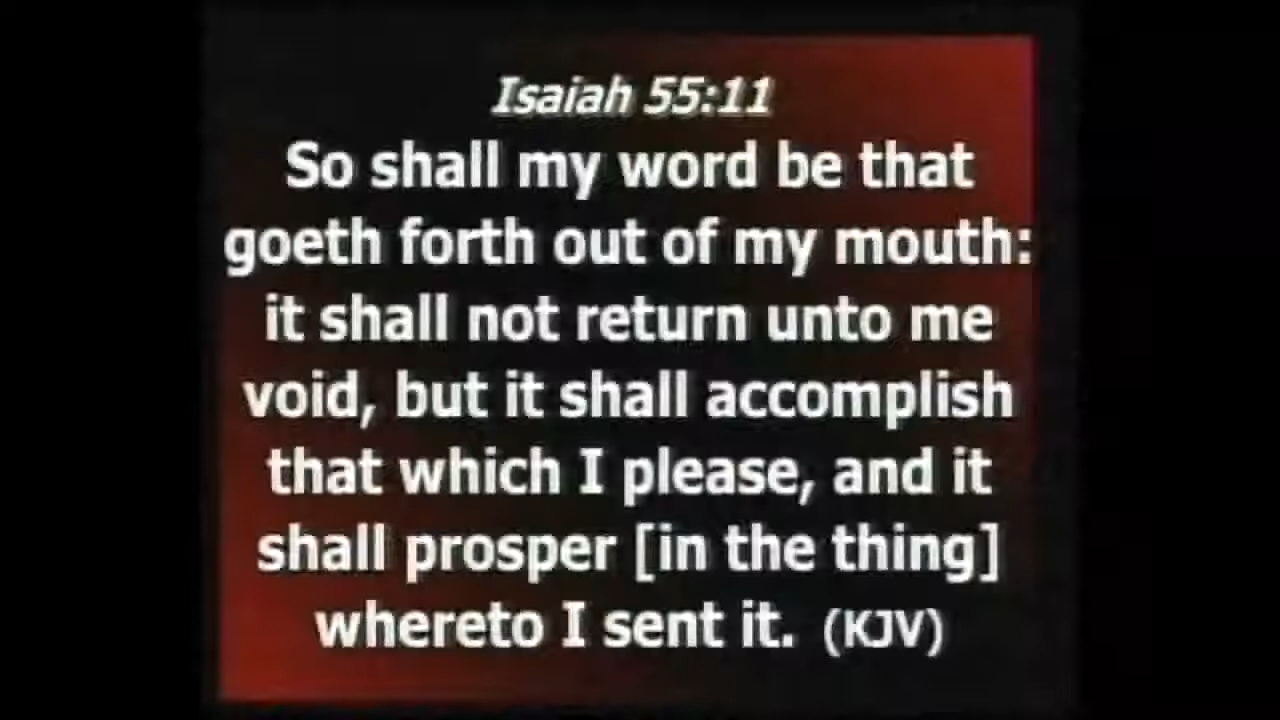 Isaiah 55:11
So shall my word be that
goeth forth out of my mouth:
it shall not return unto me
void, but it shall accomplish
that which I please, and it
shall prosper [in the thing]
whereto I sent it. (KJV)